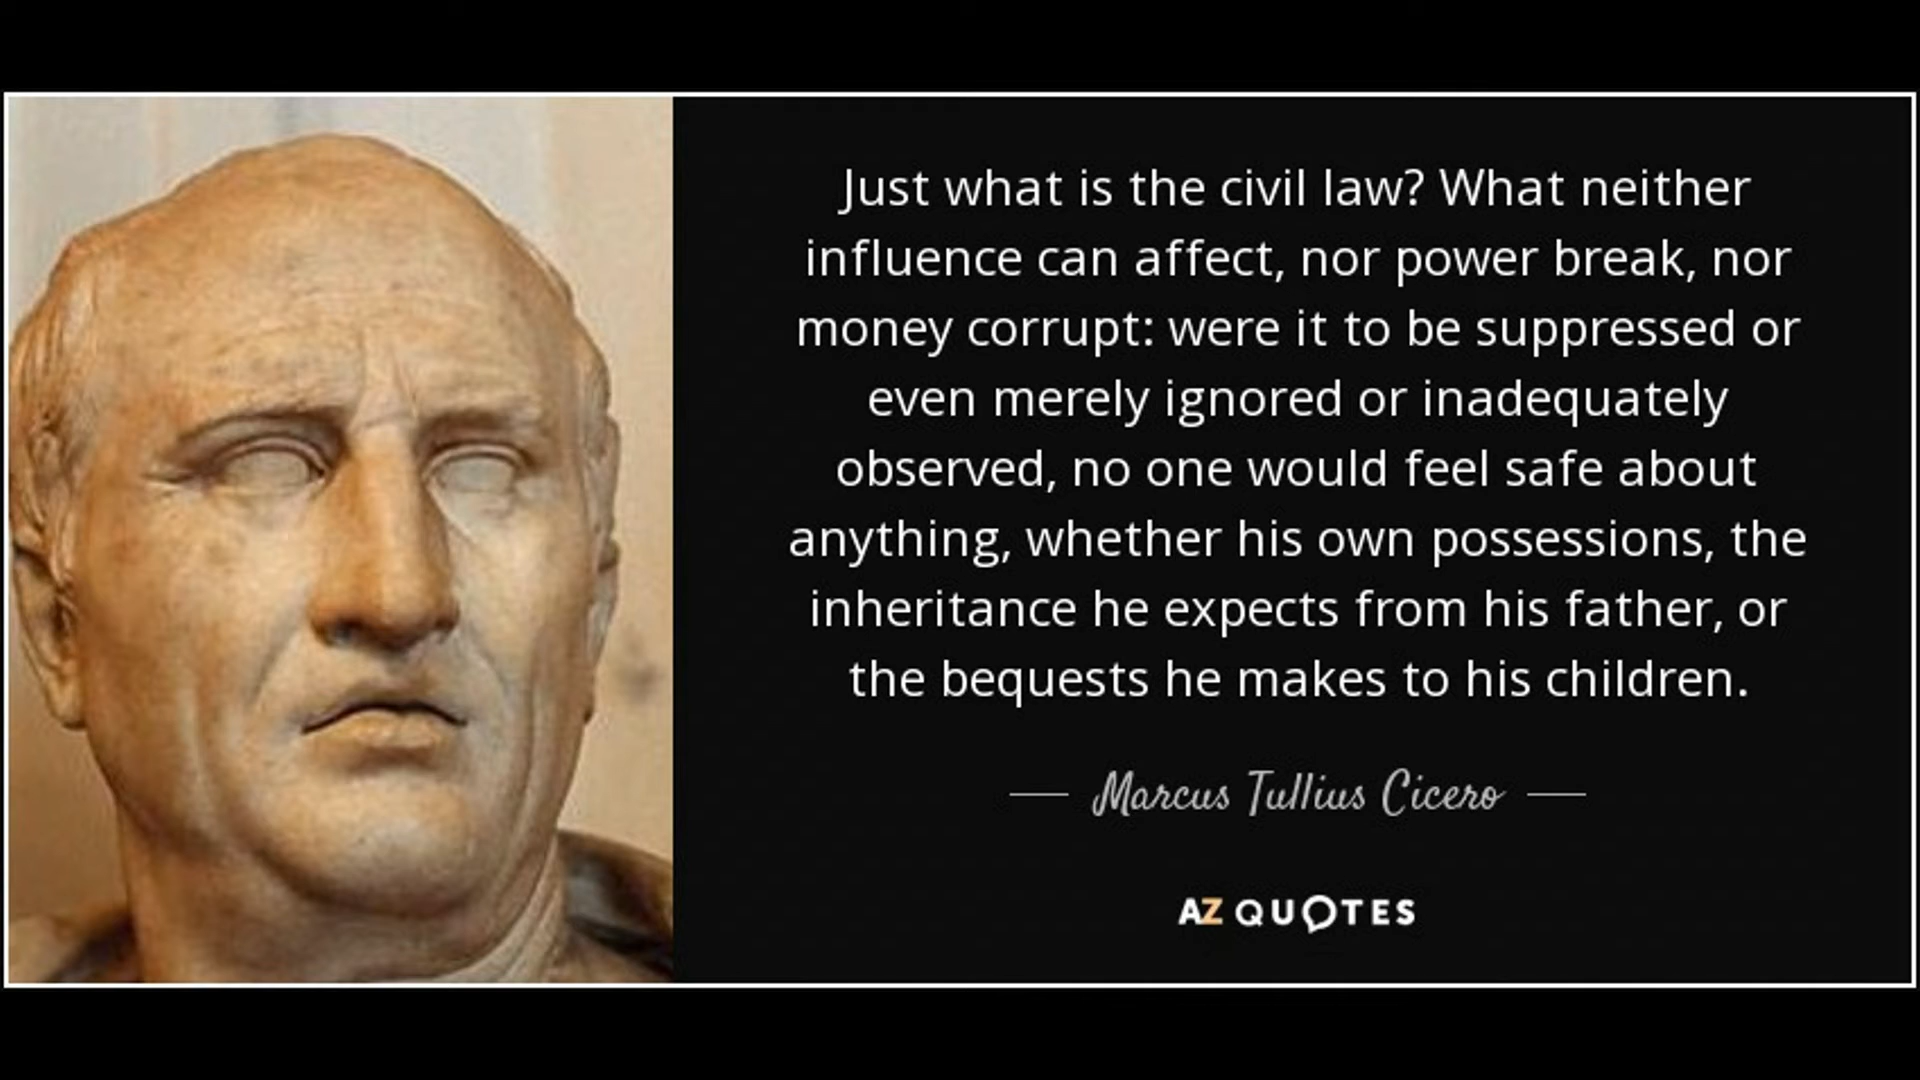 Just what is the civil law? What neither
influence can affect, nor power break, nor
money corrupt: were it to be suppressed or
even merely ignored or inadequately
observed, no one would feel safe about
anything, whether his own possessions, the
inheritance he expects from his father, or
the bequests he makes to his children.
Marcus Tullius Cicero
AZ QUOTES